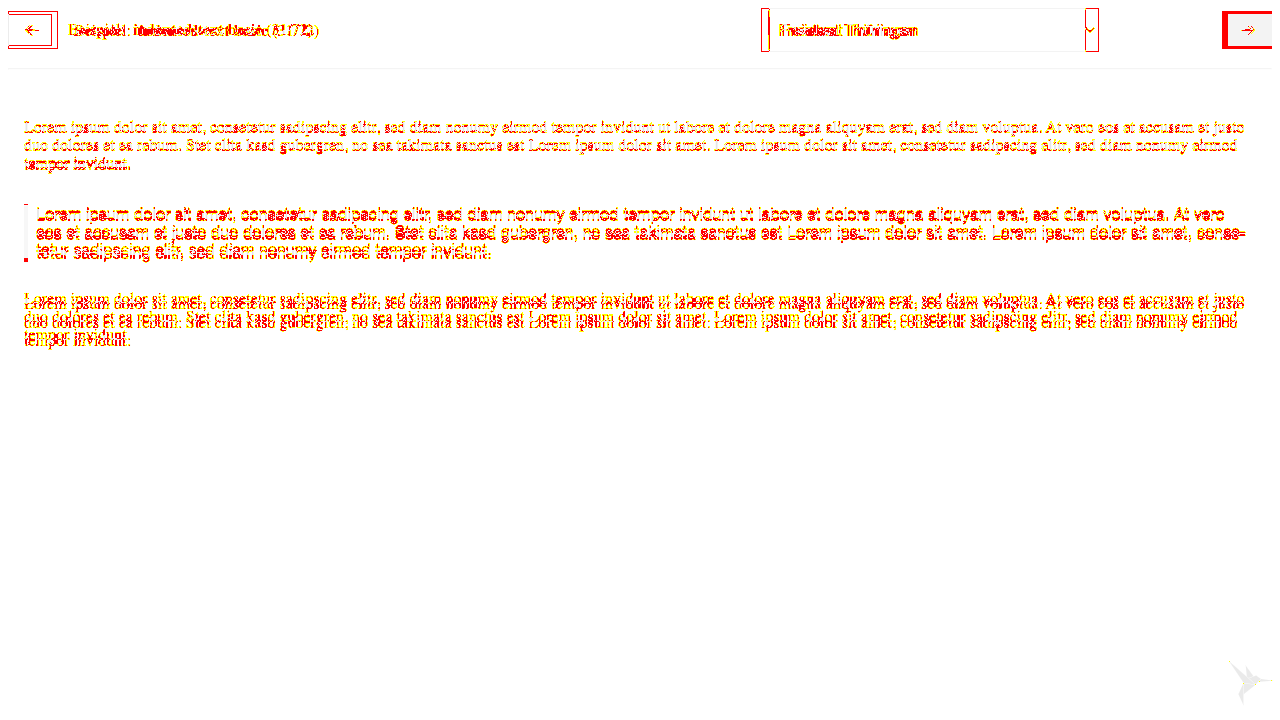 Beispiel:
Freistaat Thüringen
Lorem ipsum dolor sit amet, consetetur sadipscing elitr, sed diam nonumy eirmod tempor invidunt ut labore et dolore magna aliquyam erat, sed diam voluptua. At vero eos et accusam et justo
duo dolores et ea rebum. Stet clita kasd gubergren, no sea takimata sanctus est Lorem ipsum dolor sit amet. Lorem ipsum dolor sit amet, consetetur sadipscing elitr, sed diam nonumy eirmod
tempor invidunt.
Lorem ipsum dolor sit amet, consetetur sadipscing elitr, sed diam nonumy eirmod tempor invidunt ut labore et dolore magna aliquyam erat, sed diam voluptua. At vero
eos et accusam et justo duo dolores et ea rebum. Stet clita kasd gubergren, no sea takimata sanctus est Lorem ipsum dolor sit amet. Lorem ipsum dolor sit amet, conse-
tetur sadipscing elitr, sed diam nonumy eirmod tempor invidunt.
Lorem ipsum dolor sit amet, consetetur sadipscing elitr, sed diam nonumy eirmod tempor invidunt ut labore et dolore magna aliquyam erat, sed diam voluptua. At vero eos et accusam et justo
duo dolores et ea rebum. Stet clita kasd gubergren, no sea takimata sanctus est Lorem ipsum dolor sit amet. Lorem ipsum dolor sit amet, consetetur sadipscing elitr, sed diam nonumy eirmod
tempor invidunt.